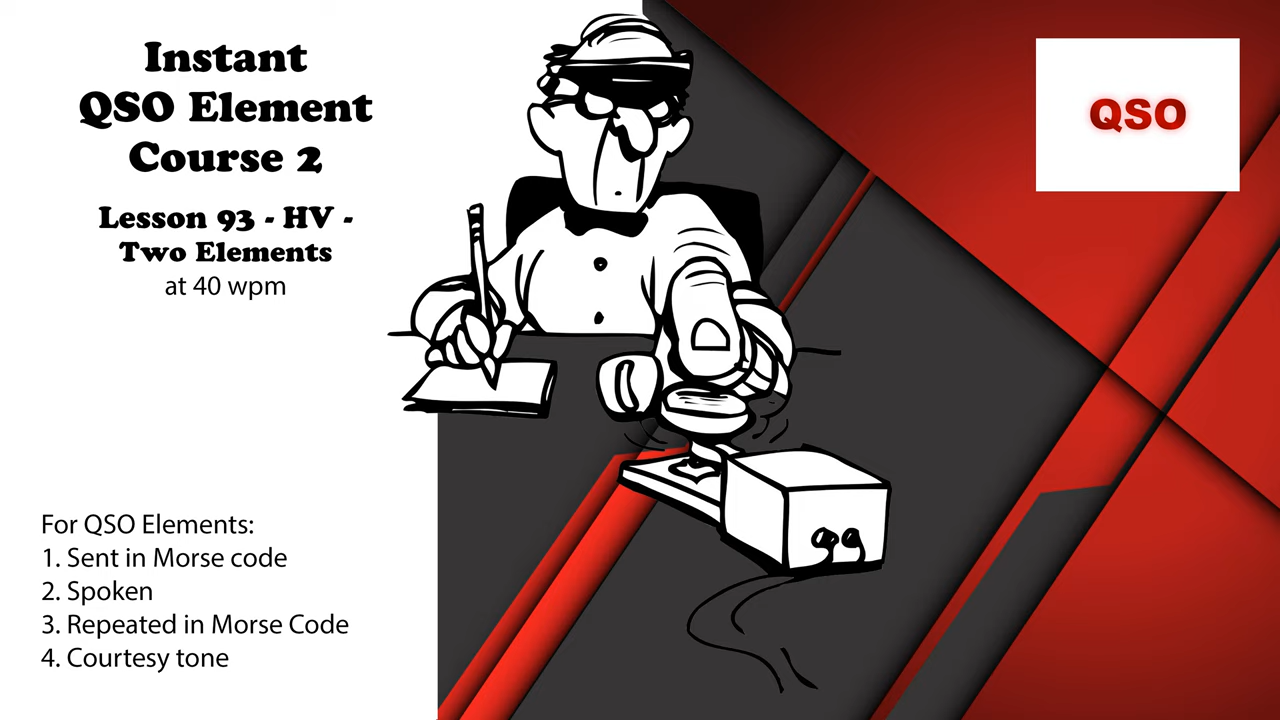 Instant
QSO Element
Course 2
Lesson 93 - HV -
Two Elements
at 40 wpm
QSO
For QSO Elements:
1. Sent in Morse code
2. Spoken
3. Repeated in Morse Code
4. Courtesy tone